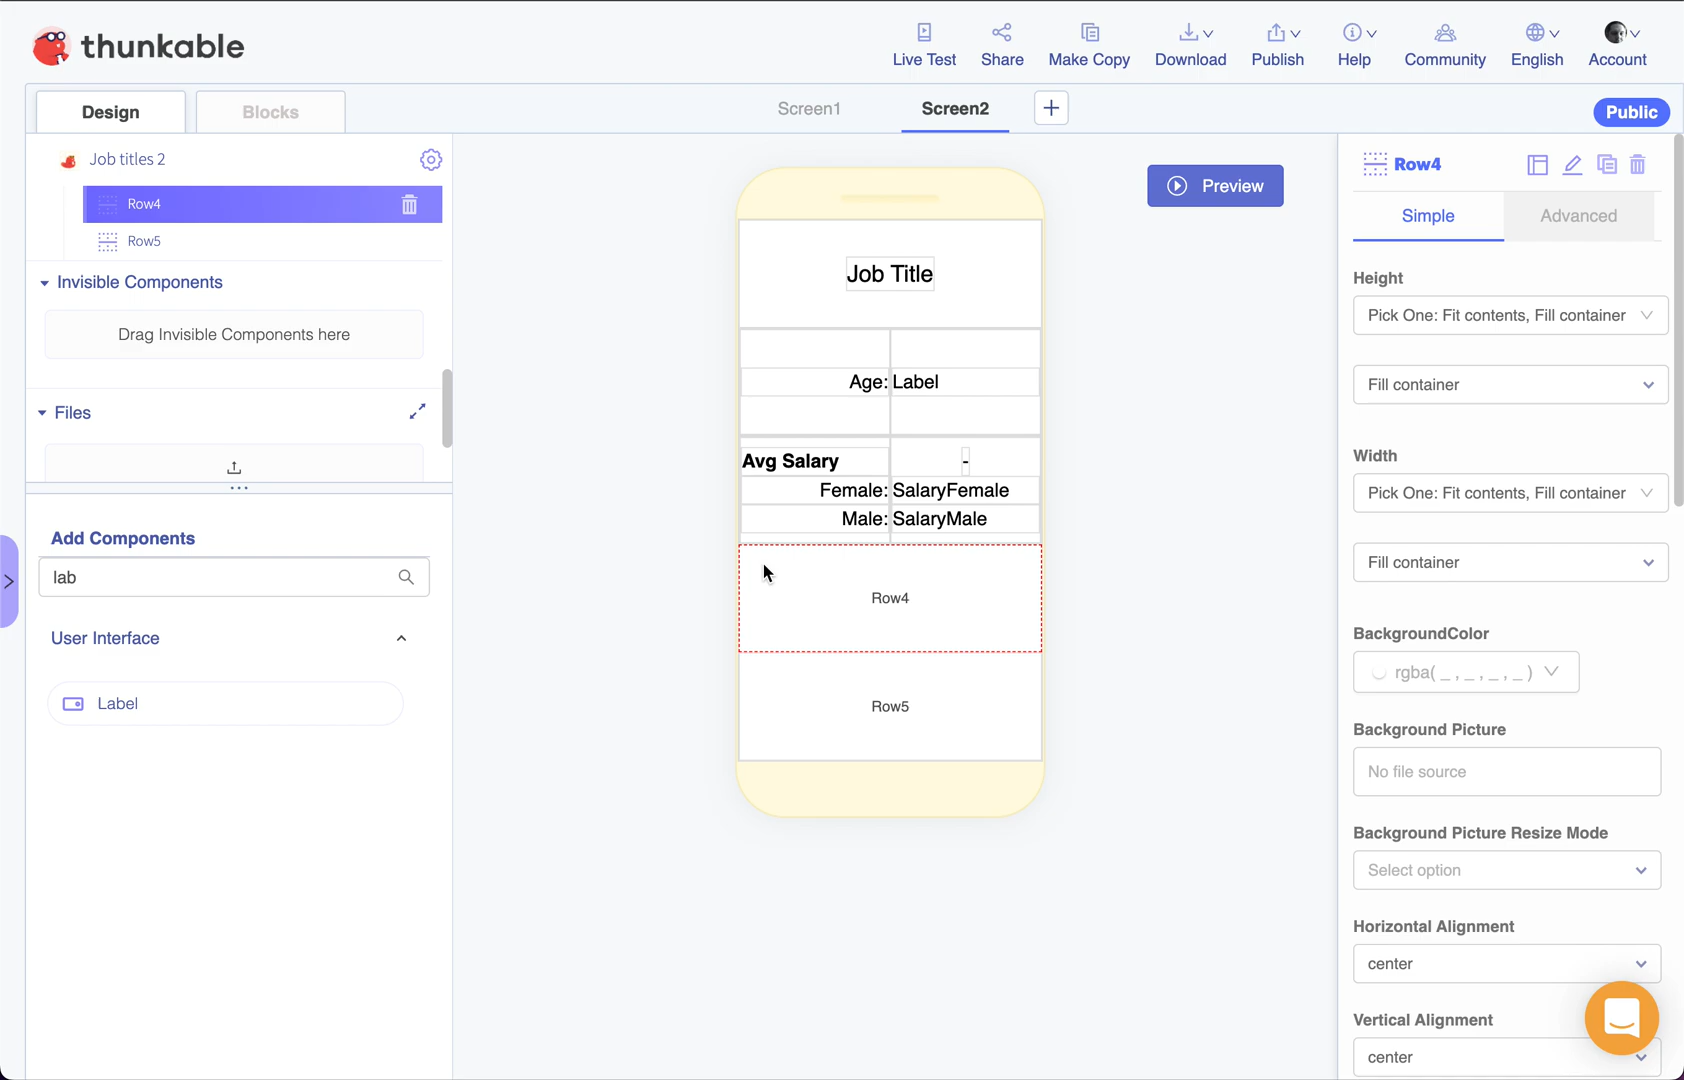 thunkable
Live Test
Share
Make Copy
Download
Publish
Help
Community
English
Account
Design
Blocks
Screen1
Screen2
+
Public
Job titles 2
Row4
Row5
Invisible Components
Drag Invisible Components here
Files
Add Components
lab
User Interface
Label
Preview
Job Title
Age: Label
Avg Salary -
Female: SalaryFemale
Male: SalaryMale
Row4
Row5
Row4
Simple
Advanced
Height
Pick One: Fit contents, Fill container
Fill container
Width
Pick One: Fit contents, Fill container
Fill container
BackgroundColor
rgba( _ , _ , _ , _ )
Background Picture
No file source
Background Picture Resize Mode
Select option
Horizontal Alignment
center
Vertical Alignment
center